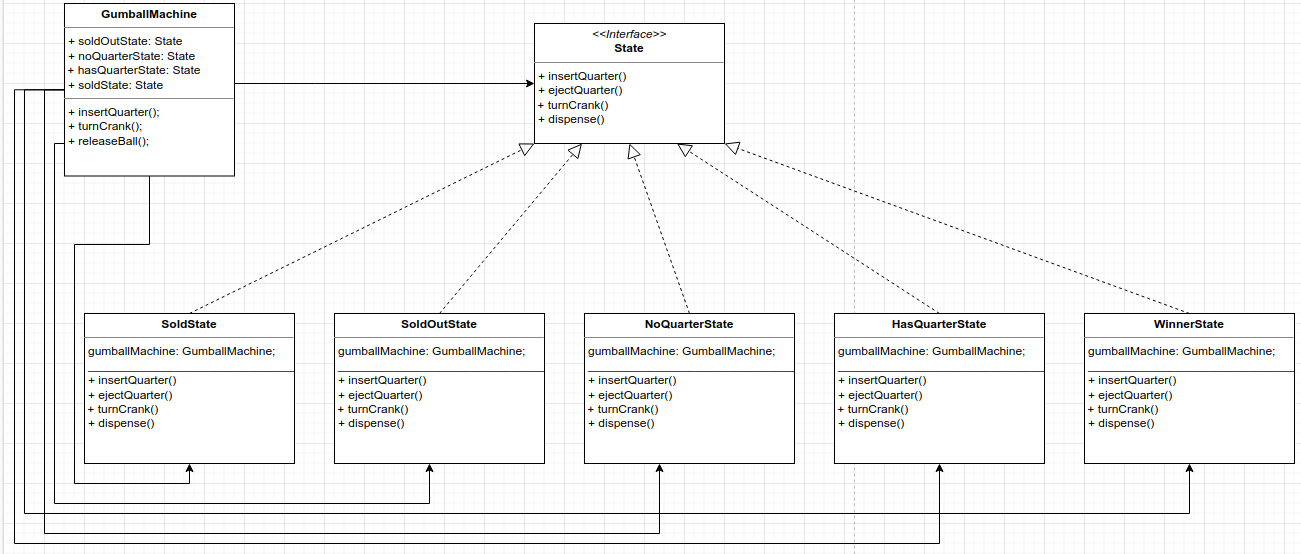 GumballMachine
+ soldOutState: State
+ noQuarterState: State
+ hasQuarterState: State
+ soldState: State
+ insertQuarter();
+ turnCrank();
+ releaseBall();
<<Interface>>
State
+ insertQuarter()
+ ejectQuarter()
+ turnCrank()
+ dispense()
SoldState
gumballMachine: GumballMachine;
+ insertQuarter()
+ ejectQuarter()
+ turnCrank()
+ dispense()
SoldOutState
gumballMachine: GumballMachine;
+ insertQuarter()
+ ejectQuarter()
+ turnCrank()
+ dispense()
NoQuarterState
gumballMachine: GumballMachine;
+ insertQuarter()
+ ejectQuarter()
+ turnCrank()
+ dispense()
HasQuarterState
gumballMachine: GumballMachine;
+ insertQuarter()
+ ejectQuarter()
+ turnCrank()
+ dispense()
WinnerState
gumballMachine: GumballMachine;
+ insertQuarter()
+ ejectQuarter()
+ turnCrank()
+ dispense()